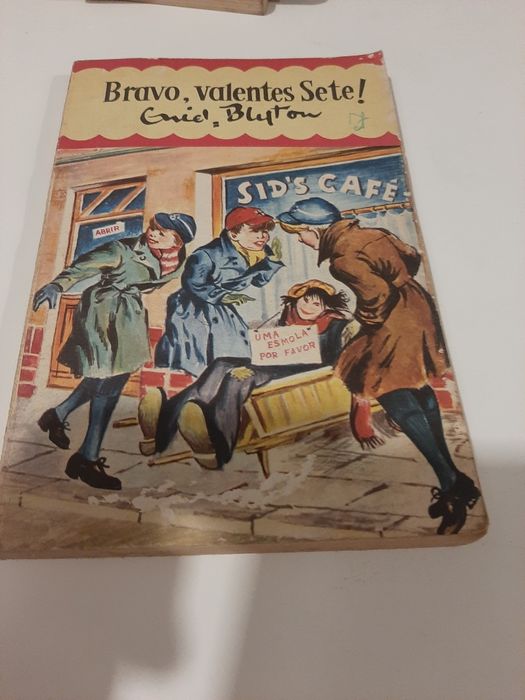 Bravo, valentes Sete!
Enid Blyton
SID'S CAFÉ
ABRIR
UMA
ESMOLA
POR FAVOR